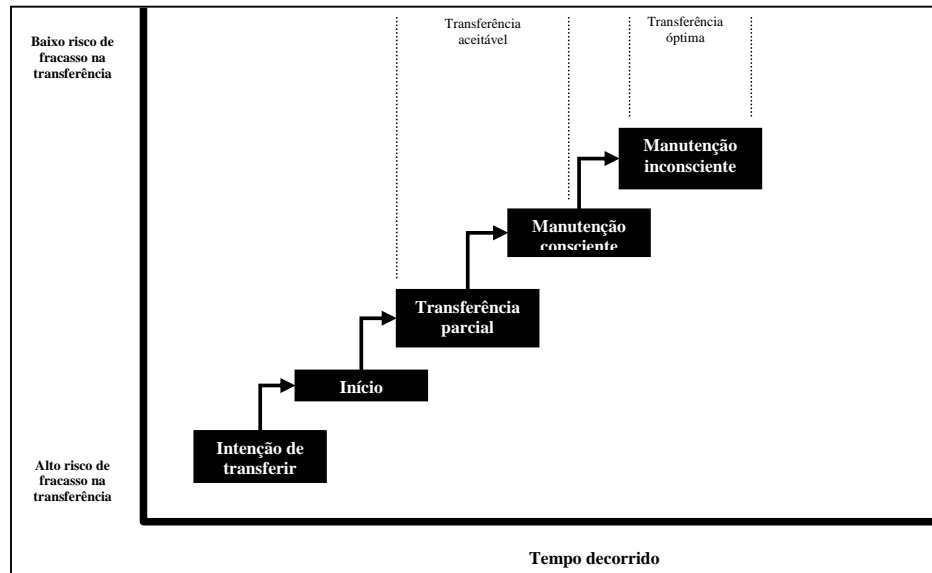 Baixo risco de
fracasso na
transferência
Transferência
aceitável
Transferência
óptima
Manutenção
inconsciente
Manutenção
consciente
Transferência
parcial
Início
Intenção de
transferir
Alto risco de
fracasso na
transferência
Tempo decorrido